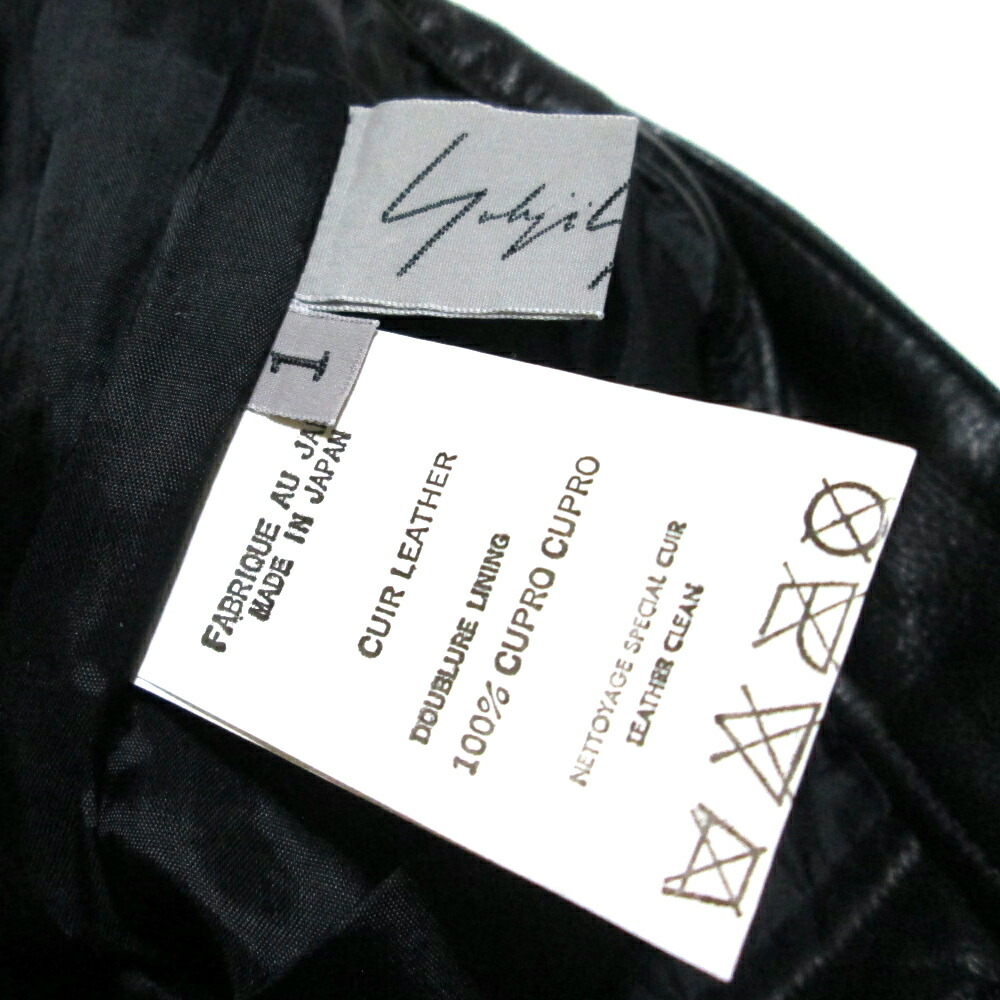 Yohji Y
1
FABRIQUE AU JA
MADE IN JAPAN
CUIR LEATHER
DOUBLURE LINING
100% CUPRO CUPRO
NETTOYAGE SPECIAL CUIR
LEATHER CLEAN